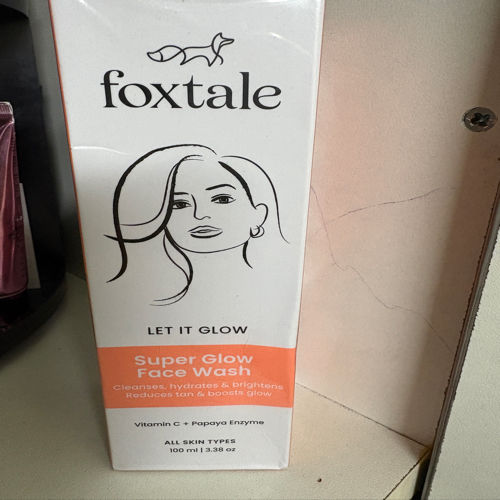 foxtale
LET IT GLOW
Super Glow
Face Wash
Cleanses, hydrates & brightens
Reduces tan & boosts glow
Vitamin C + Papaya Enzyme
ALL SKIN TYPES
100 ml | 3.38 oz